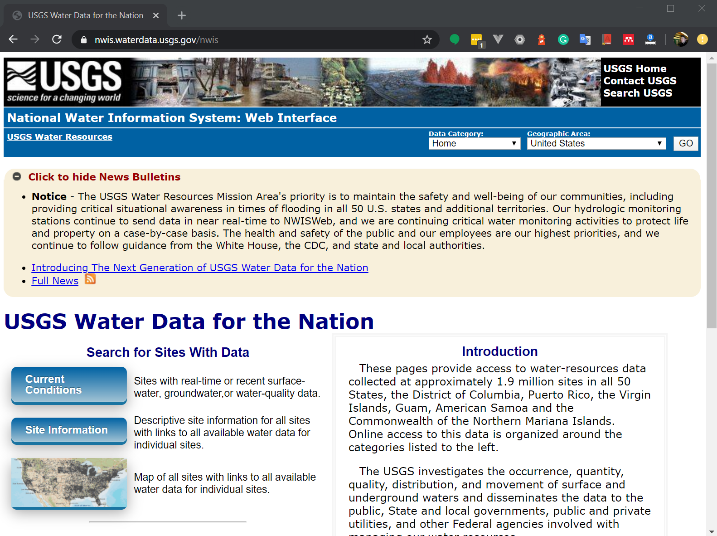 USGS Water Data for the Nation
nwis.waterdata.usgs.gov/nwis
USGS
science for a changing world
USGS Home
Contact USGS
Search USGS
National Water Information System: Web Interface
USGS Water Resources
Data Category:
Home
Geographic Area:
United States
GO
Click to hide News Bulletins
• Notice - The USGS Water Resources Mission Area's priority is to maintain the safety and well-being of our communities, including
providing critical situational awareness in times of flooding in all 50 U.S. states and additional territories. Our hydrologic monitoring
stations continue to send data in near real-time to NWISWeb, and we are continuing critical water monitoring activities to protect life
and property on a case-by-case basis. The health and safety of the public and our employees are our highest priorities, and we
continue to follow guidance from the White House, the CDC, and state and local authorities.
• Introducing The Next Generation of USGS Water Data for the Nation
• Full News
USGS Water Data for the Nation
Search for Sites With Data
Current
Conditions
Sites with real-time or recent surface-
water, groundwater,or water-quality data.
Site Information
Descriptive site information for all sites
with links to all available water data for
individual sites.
Map of all sites with links to all available
water data for individual sites.
Introduction
These pages provide access to water-resources data
collected at approximately 1.9 million sites in all 50
States, the District of Columbia, Puerto Rico, the Virgin
Islands, Guam, American Samoa and the
Commonwealth of the Northern Mariana Islands.
Online access to this data is organized around the
categories listed to the left.
The USGS investigates the occurrence, quantity,
quality, distribution, and movement of surface and
underground waters and disseminates the data to the
public, State and local governments, public and private
utilities, and other Federal agencies involved with
managing our water resources.